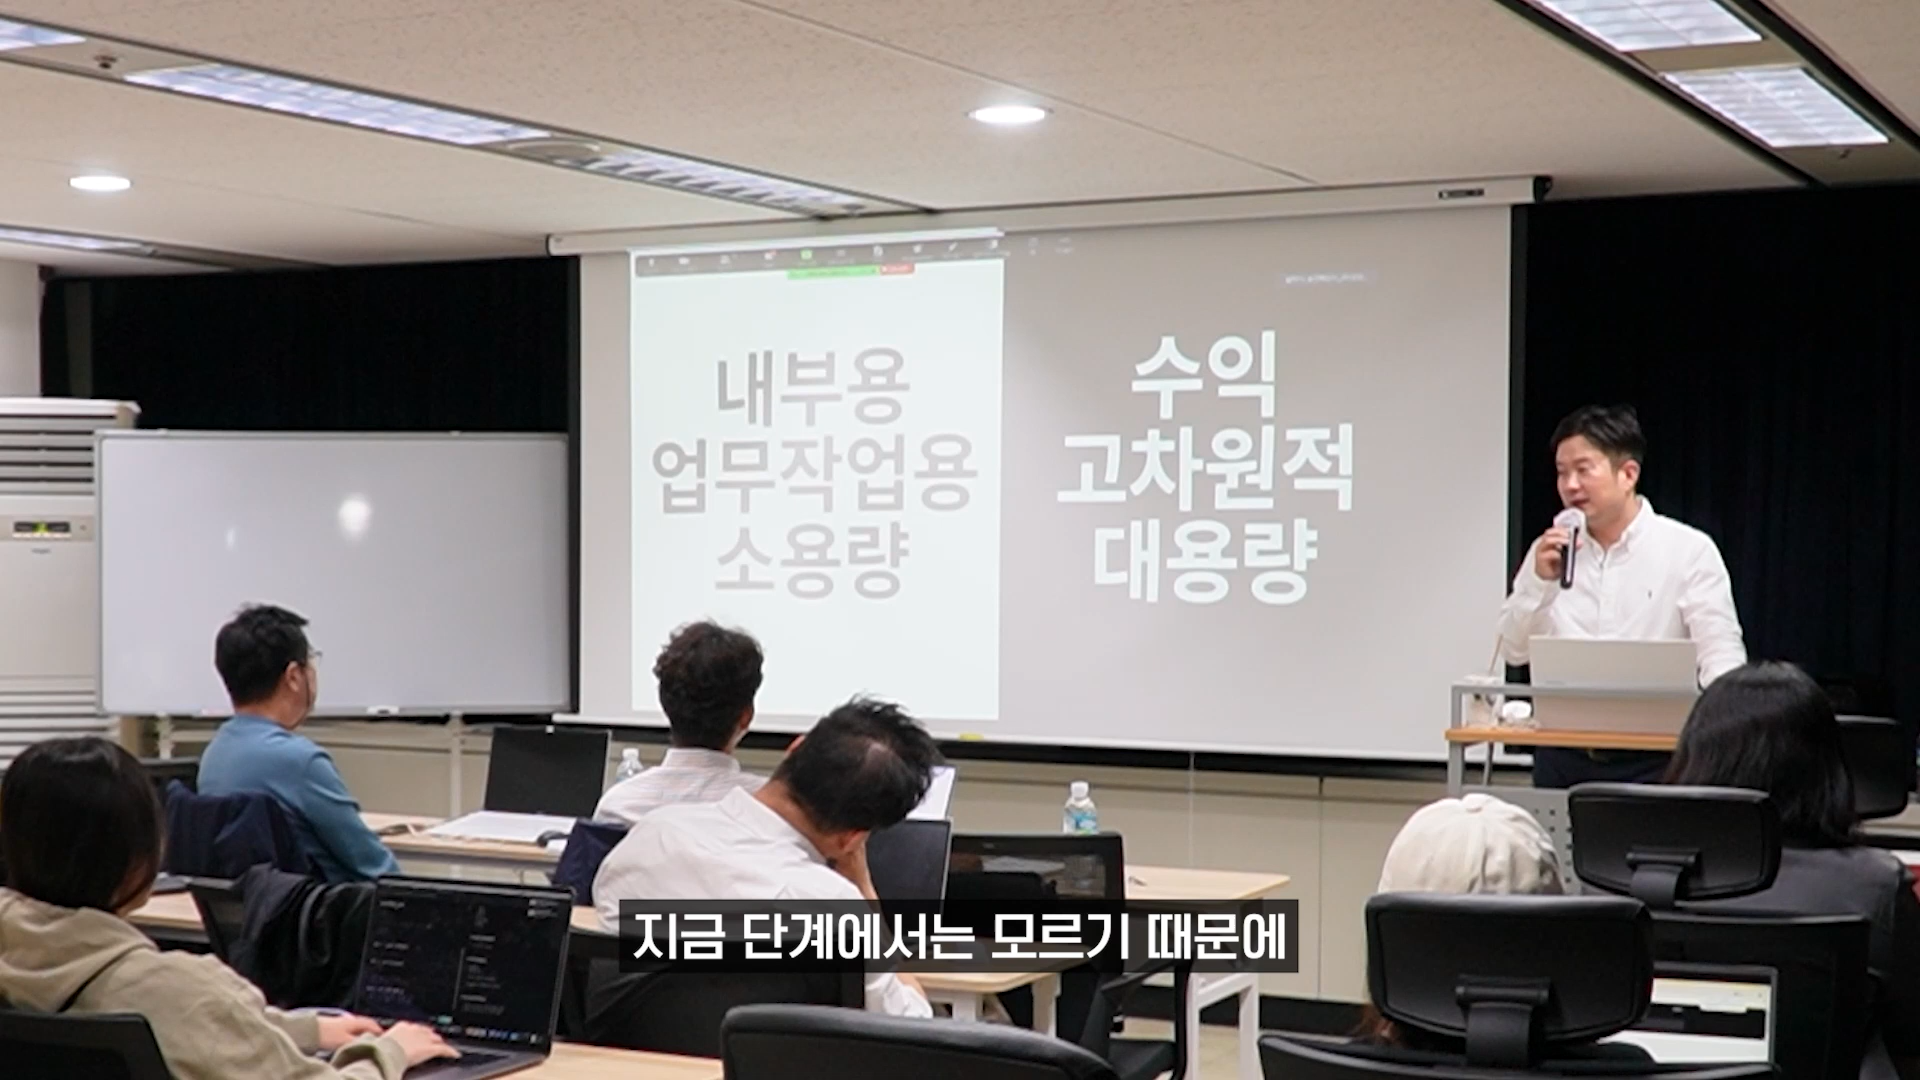 내부용
업무작업용
소용량
수익
고차원적
대용량
지금 단계에서는 모르기 때문에